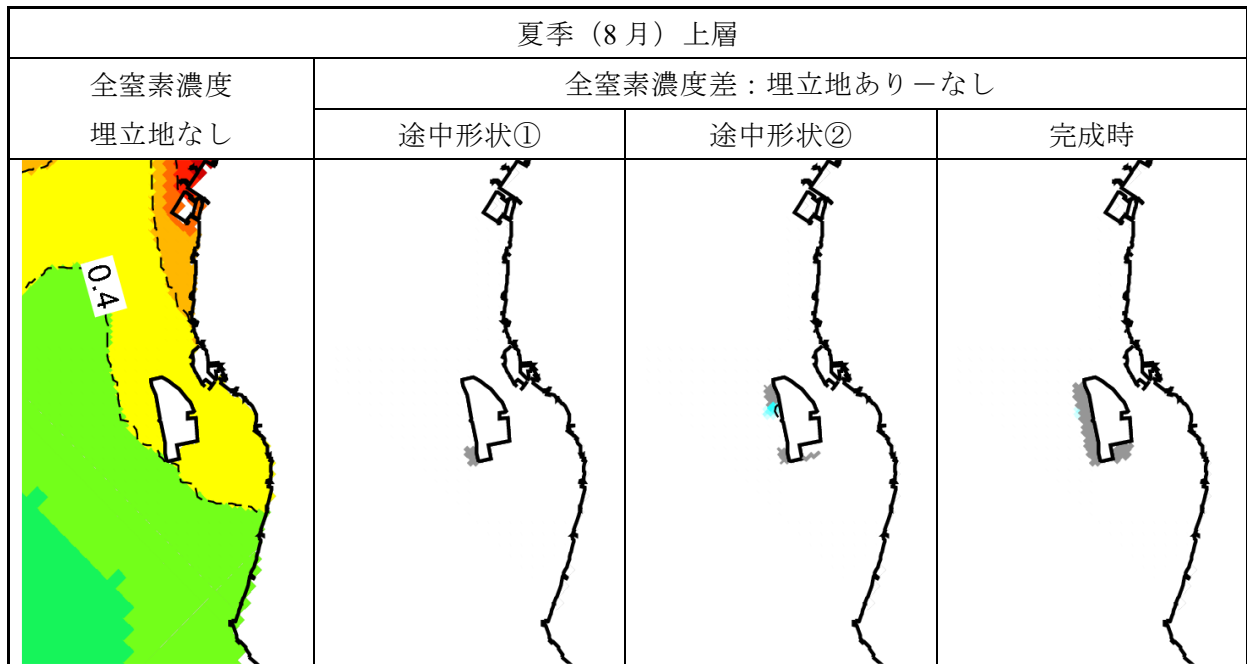 夏季（8 月）上層
全窒素濃度
埋立地なし
全窒素濃度差：埋立地あり－なし
途中形状①
途中形状②
完成時
0.4